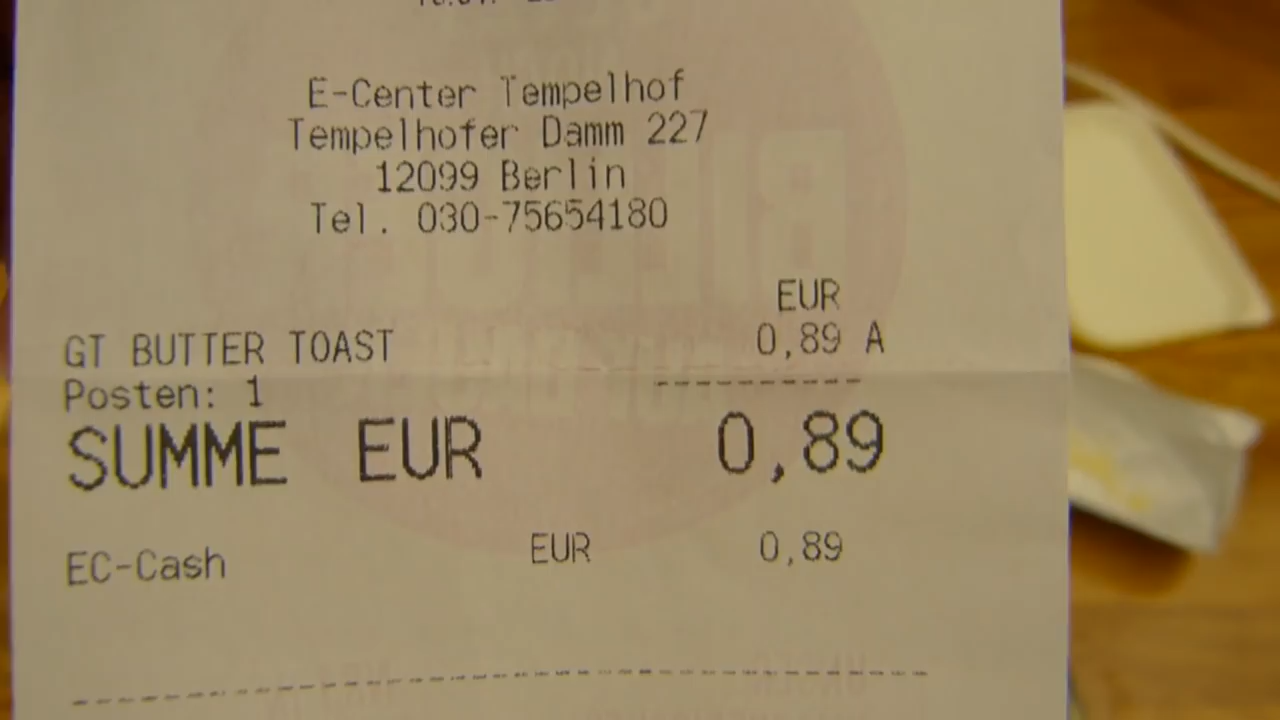 E-Center Tempelhof
Tempelhofer Damm 227
12099 Berlin
Tel. 030-75654180
EUR
GT BUTTER TOAST 0,89 A
Posten: 1
SUMME EUR 0,89
EC-Cash EUR 0,89